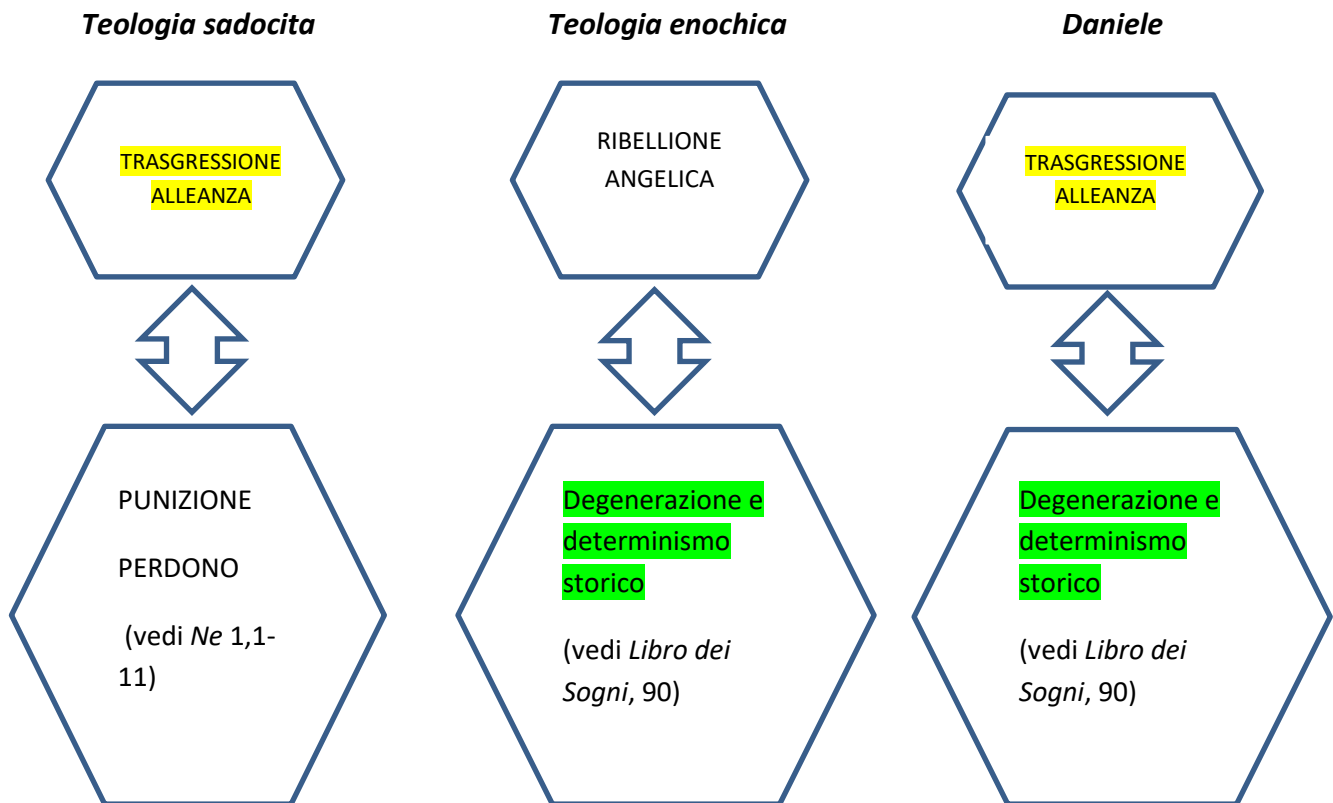 Teologia sadocita
Teologia enochica
Daniele
TRASGRESSIONE
ALLEANZA
RIBELLIONE
ANGELICA
TRASGRESSIONE
ALLEANZA
PUNIZIONE
PERDONO
(vedi Ne 1,1-
11)
Degenerazione e
determinismo
storico
(vedi Libro dei
Sogni, 90)
Degenerazione e
determinismo
storico
(vedi Libro dei
Sogni, 90)